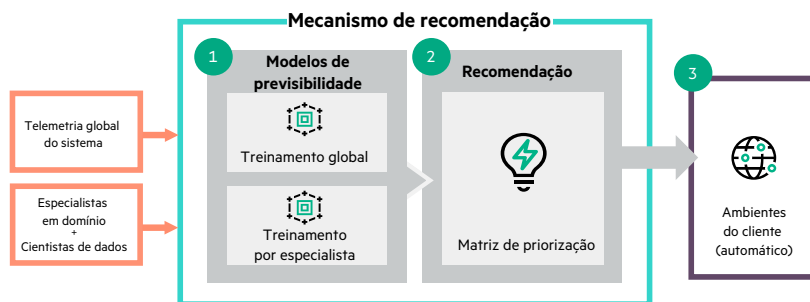 Mecanismo de recomendação
Telemetria global
do sistema
Especialistas
em domínio
+
Cientistas de dados
1
Modelos de
previsibilidade
Treinamento global
Treinamento
por especialista
2
Recomendação
Matriz de priorização
3
Ambientes
do cliente
(automático)